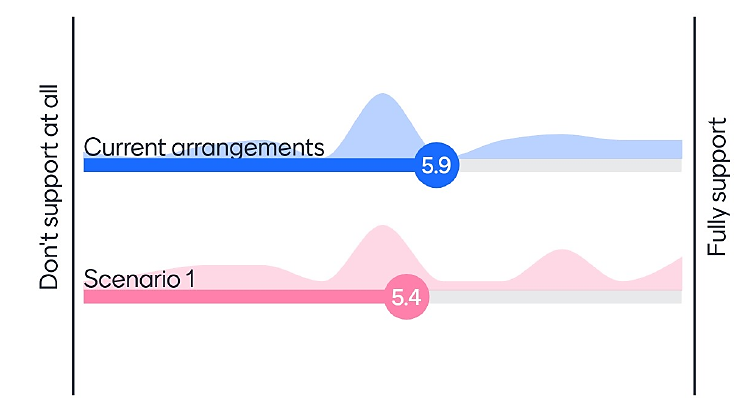 Don't support at all
Current arrangements
5.9
Scenario 1
5.4
Fully support